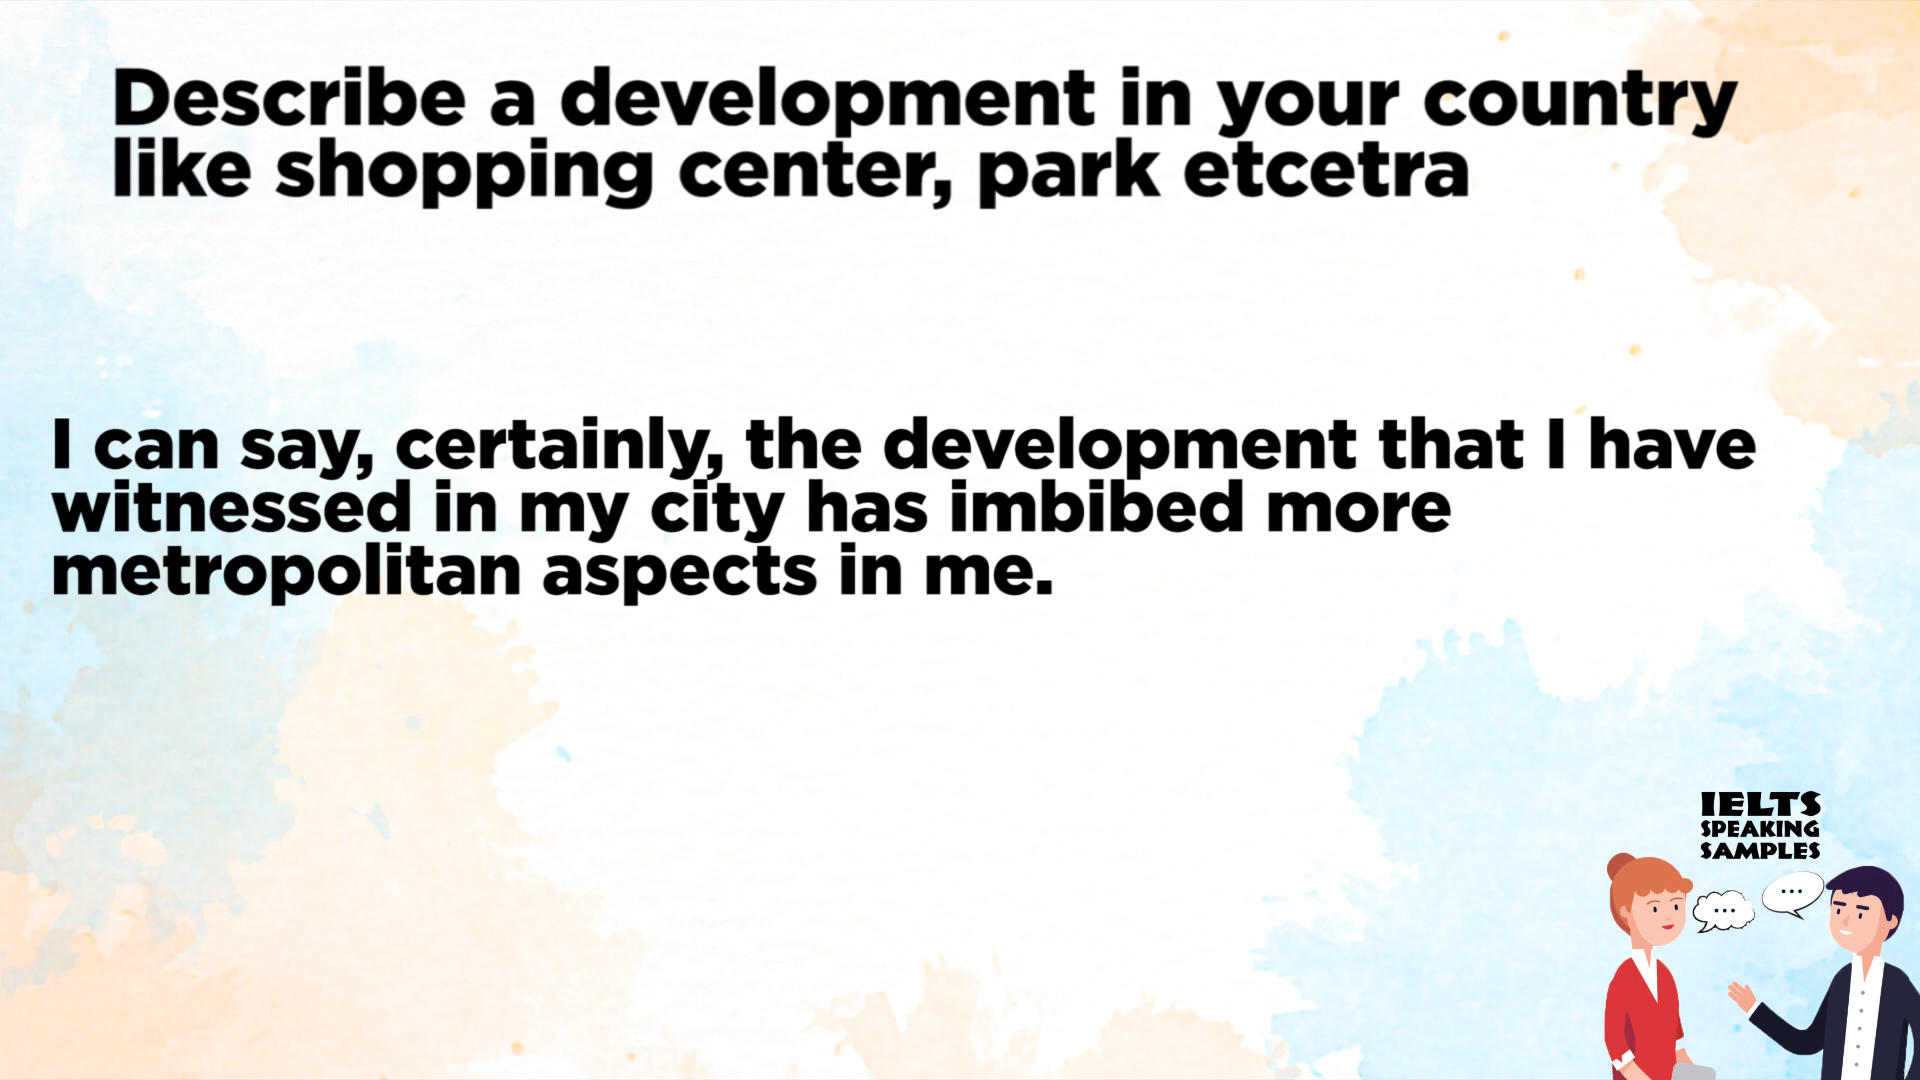 Describe a development in your country
like shopping center, park etcetra
I can say, certainly, the development that I have
witnessed in my city has imbibed more
metropolitan aspects in me.
IELTS
SPEAKING
SAMPLES